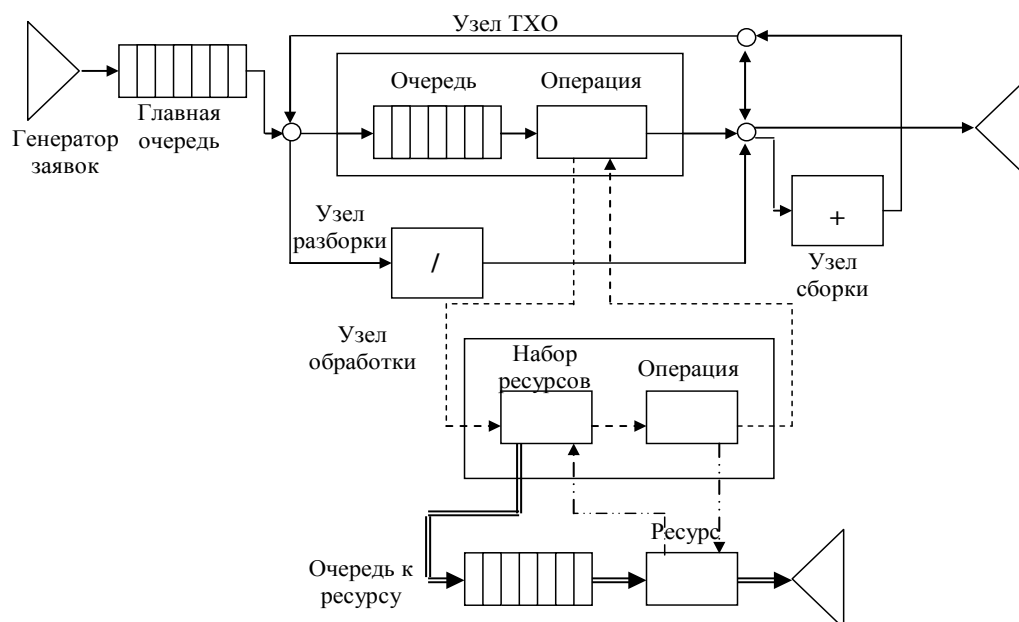 Узел ТХО
Очередь
Операция
Главная
очередь
Генератор
заявок
Узел
разборки
/
+
Узел
сборки
Узел
обработки
Набор
ресурсов
Операция
Ресурс
Очередь к
ресурсу